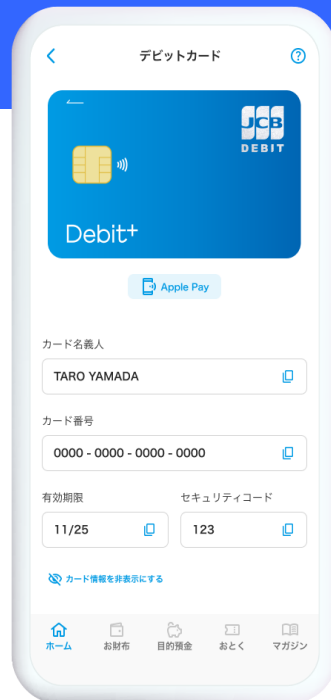 デビットカード
?
JCB
DEBIT
Debit+
Apple Pay
カード名義人
TARO YAMADA
カード番号
0000 - 0000 - 0000 - 0000
有効期限 セキュリティコード
11/25 123
カード情報を非表示にする
ホーム お財布 目的預金 おとく マガジン